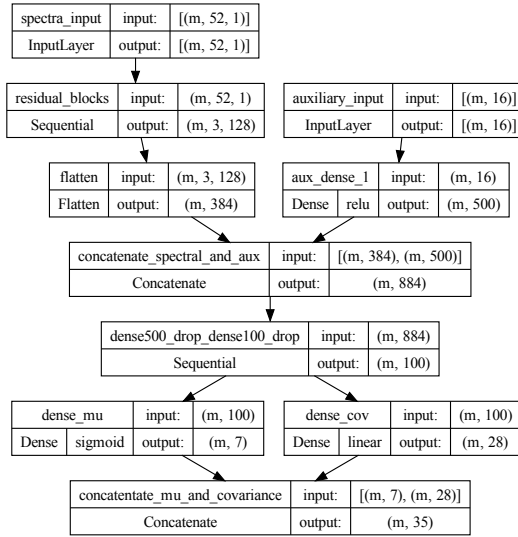 spectra_input input: [(m, 52, 1)]
InputLayer output: [(m, 52, 1)]
residual_blocks input: (m, 52, 1)
Sequential output: (m, 3, 128)
auxiliary_input input: [(m, 16)]
InputLayer output: [(m, 16)]
flatten input: (m, 3, 128)
Flatten output: (m, 384)
aux_dense_1 input: (m, 16)
Dense relu output: (m, 500)
concatenate_spectral_and_aux input: [(m, 384), (m, 500)]
Concatenate output: (m, 884)
dense500_drop_dense100_drop input: (m, 884)
Sequential output: (m, 100)
dense_mu input: (m, 100)
Dense sigmoid output: (m, 7)
dense_cov input: (m, 100)
Dense linear output: (m, 28)
concatentate_mu_and_covariance input: [(m, 7), (m, 28)]
Concatenate output: (m, 35)